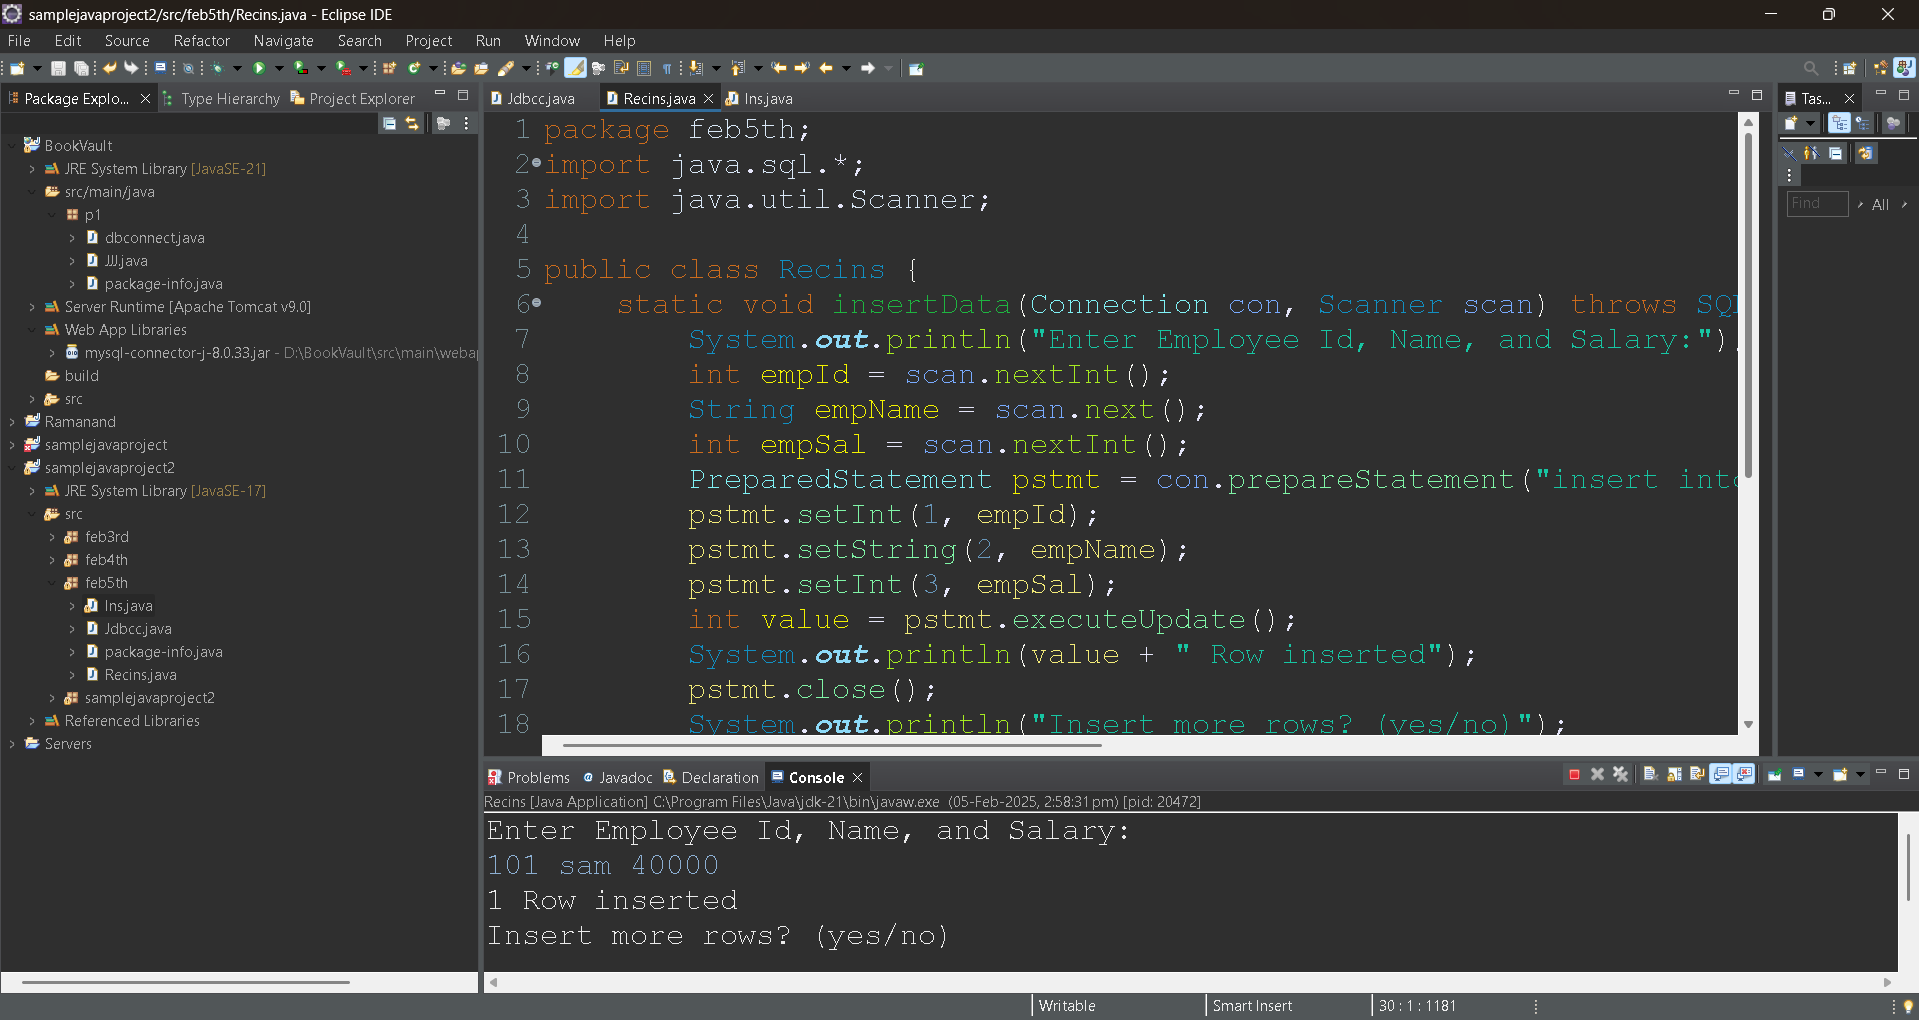 samplejavaproject2/src/feb5th/Recins.java - Eclipse IDE
File Edit Source Refactor Navigate Search Project Run Window Help
Package Explo... Type Hierarchy Project Explorer
BookVault
JRE System Library [JavaSE-21]
src/main/java
p1
dbconnect.java
JJJ.java
package-info.java
Server Runtime [Apache Tomcat v9.0]
Web App Libraries
mysql-connector-j-8.0.33.jar - D:\BookVault\src\main\weba
build
src
Ramanand
samplejavaproject
samplejavaproject2
JRE System Library [JavaSE-17]
src
feb3rd
feb4th
feb5th
Ins.java
Jdbcc.java
package-info.java
Recins.java
samplejavaproject2
Referenced Libraries
Servers
Jdbcc.java Recins.java Ins.java
1 package feb5th;
2 import java.sql.*;
3 import java.util.Scanner;
4
5 public class Recins {
6 static void insertData(Connection con, Scanner scan) throws SQ
7 System.out.println("Enter Employee Id, Name, and Salary:")
8 int empId = scan.nextInt();
9 String empName = scan.next();
10 int empSal = scan.nextInt();
11 PreparedStatement pstmt = con.prepareStatement("insert int
12 pstmt.setInt(1, empId);
13 pstmt.setString(2, empName);
14 pstmt.setInt(3, empSal);
15 int value = pstmt.executeUpdate();
16 System.out.println(value + " Row inserted");
17 pstmt.close();
18 System.out.println("Insert more rows? (yes/no)");
Tas...
Find All
Problems Javadoc Declaration Console
Recins [Java Application] C:\Program Files\Java\jdk-21\bin\javaw.exe (05-Feb-2025, 2:58:31 pm) [pid: 20472]
Enter Employee Id, Name, and Salary:
101 sam 40000
1 Row inserted
Insert more rows? (yes/no)
Writable Smart Insert 30 : 1 : 1181